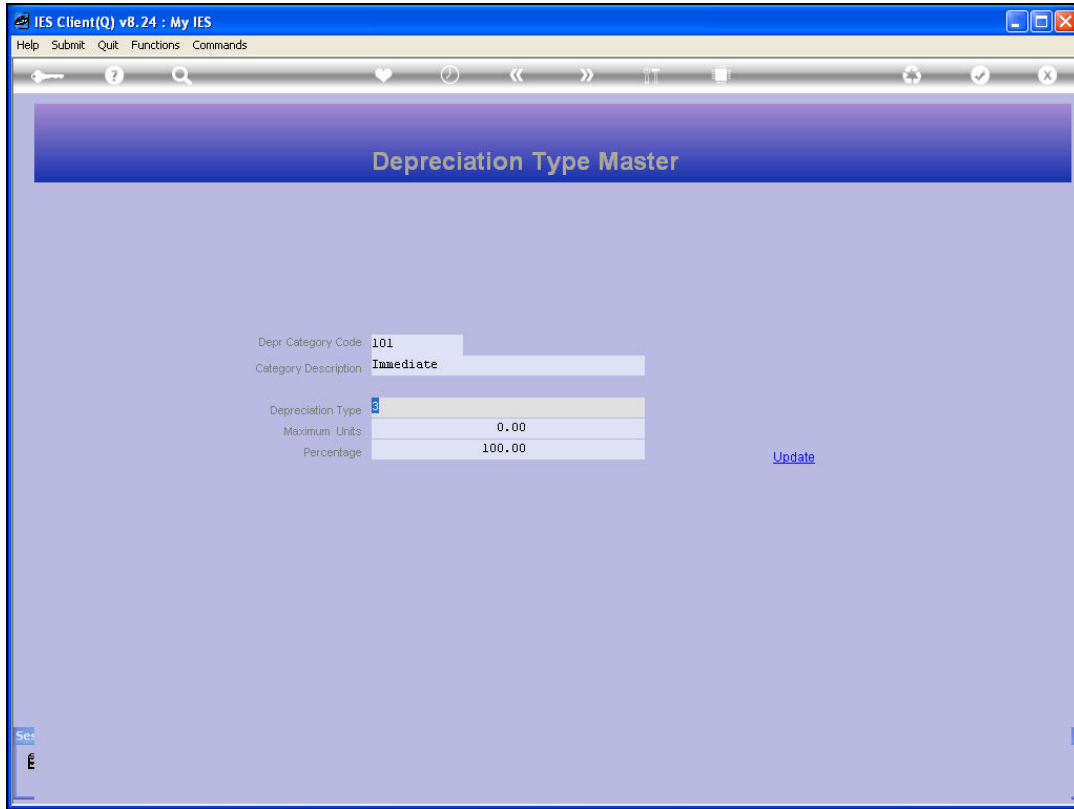 IES Client(Q) v8.24 : My IES
Help Submit Quit Functions Commands
Depreciation Type Master
Depr Category Code 101
Category Description Immediate
Depreciation Type 3
Maximum Units 0.00
Percentage 100.00
Update
Ses